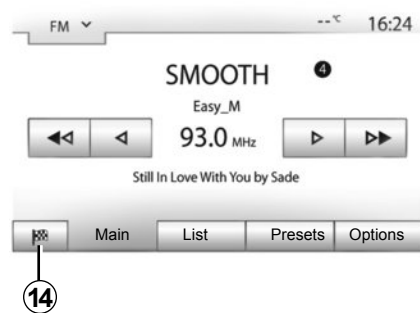 FM --°C 16:24
SMOOTH 4
Easy_M
93.0 MHz
Still In Love With You by Sade
Main List Presets Options
14